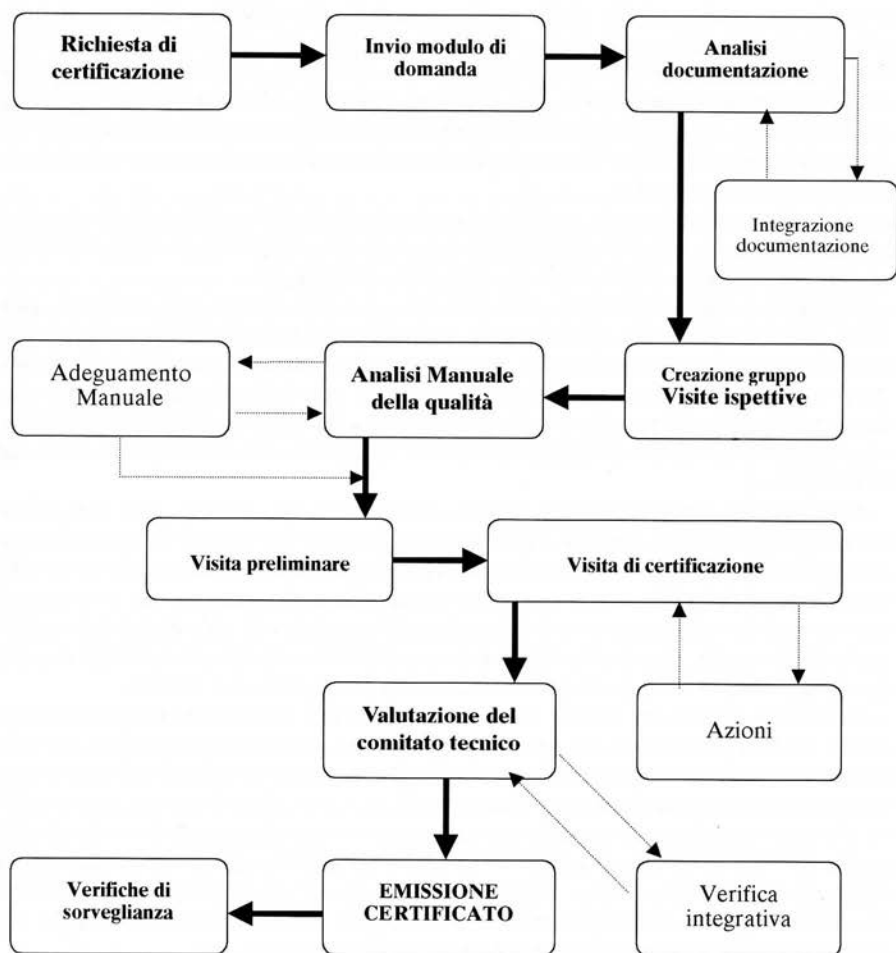 Richiesta di
certificazione
Invio modulo di
domanda
Analisi
documentazione
Integrazione
documentazione
Adeguamento
Manuale
Analisi Manuale
della qualità
Creazione gruppo
Visite ispettive
Visita preliminare
Visita di certificazione
Valutazione del
comitato tecnico
Azioni
Verifiche di
sorveglianza
EMISSIONE
CERTIFICATO
Verifica
integrativa